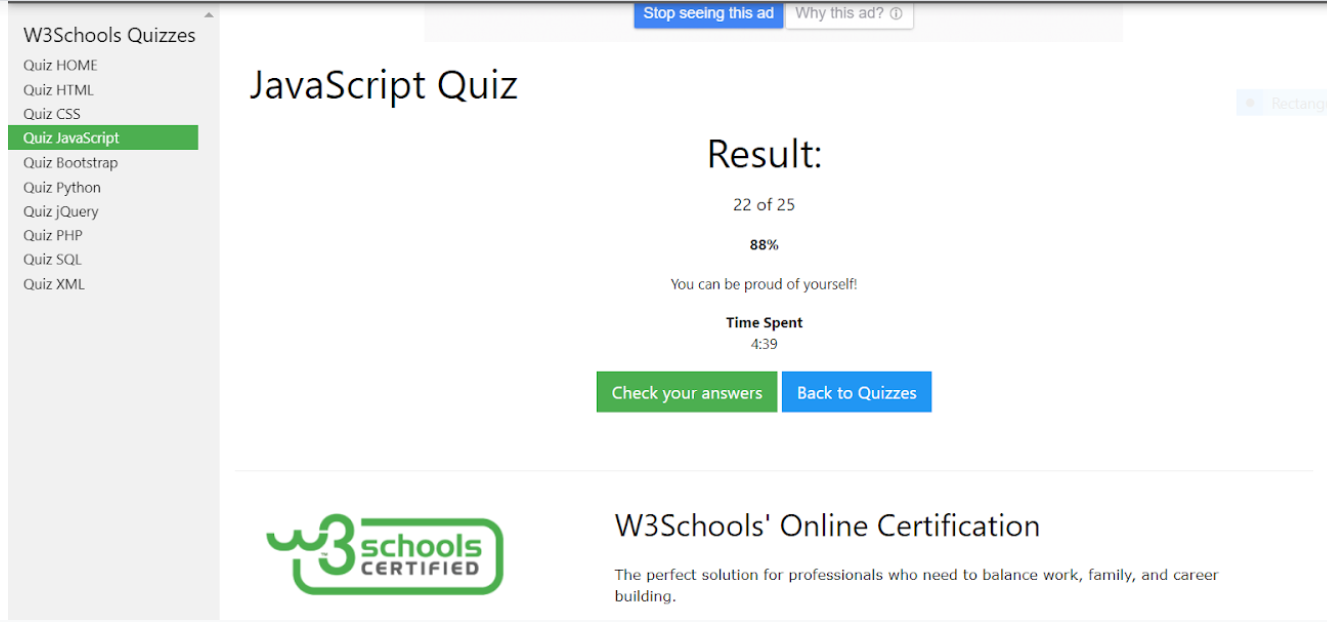 W3Schools Quizzes
Quiz HOME
Quiz HTML
Quiz CSS
Quiz JavaScript
Quiz Bootstrap
Quiz Python
Quiz jQuery
Quiz PHP
Quiz SQL
Quiz XML
Stop seeing this ad Why this ad?
JavaScript Quiz
Result:
22 of 25
88%
You can be proud of yourself!
Time Spent
4:39
Check your answers Back to Quizzes
w3schools
CERTIFIED
W3Schools' Online Certification
The perfect solution for professionals who need to balance work, family, and career
building.